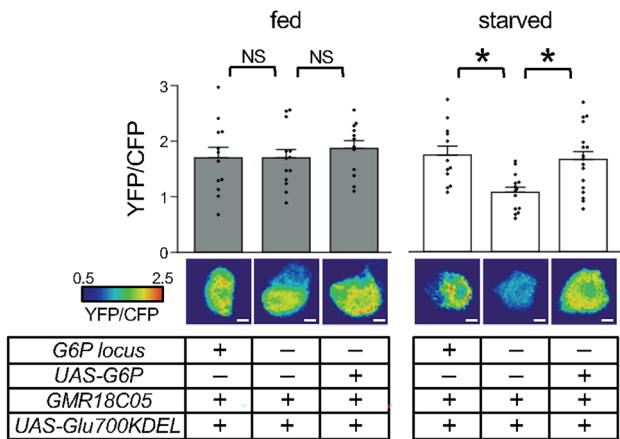 fed starved
NS NS * *
3
2
1
0
YFP/CFP
0.5 2.5
YFP/CFP
G6P locus + − − + − −
UAS-G6P − − + − − +
GMR18C05 + + + + + +
UAS-Glu700KDEL + + + + + +